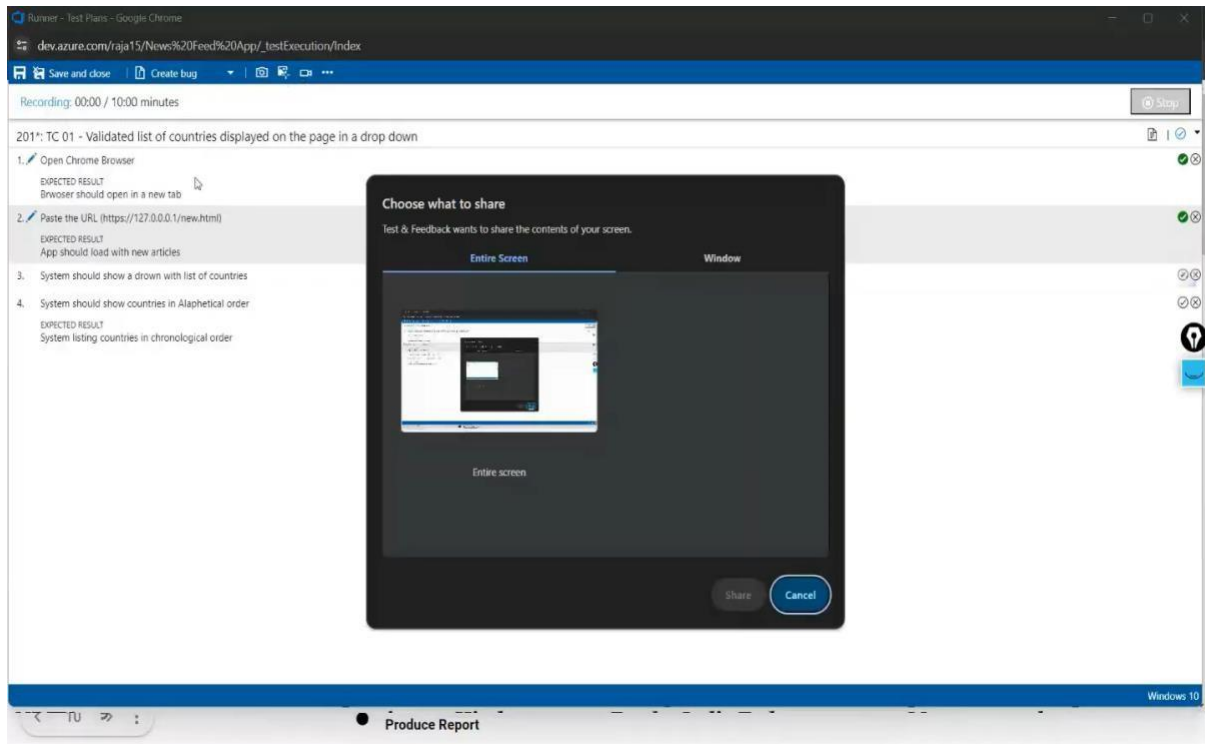 Runner - Test Plans - Google Chrome
dev.azure.com/raja15/News%20Feed%20App/_testExecution/Index
Save and close Create bug
Recording: 00:00 / 10:00 minutes
Stop
201*: TC 01 - Validated list of countries displayed on the page in a drop down
1. Open Chrome Browser
EXPECTED RESULT
Brwoser should open in a new tab
2. Paste the URL (https://127.0.0.0.1/new.html)
EXPECTED RESULT
App should load with new articles
3. System should show a drown with list of countries
4. System should show countries in Alaphetical order
EXPECTED RESULT
System listing countries in chronological order
Choose what to share
Test & Feedback wants to share the contents of your screen.
Entire Screen Window
Entire screen
Share Cancel
Windows 10
Produce Report